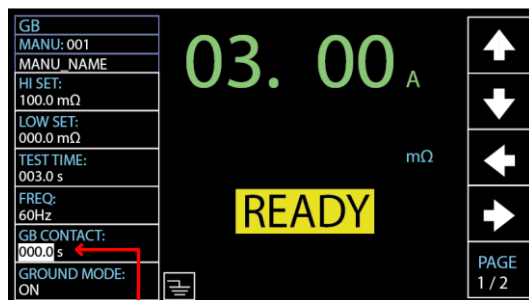 GB
MANU: 001
MANU_NAME
HI SET:
100.0 mΩ
LOW SET:
000.0 mΩ
TEST TIME:
003.0 s
FREQ:
60Hz
GB CONTACT:
000.0 s
GROUND MODE:
ON
03. 00 A
mΩ
READY
PAGE
1 / 2